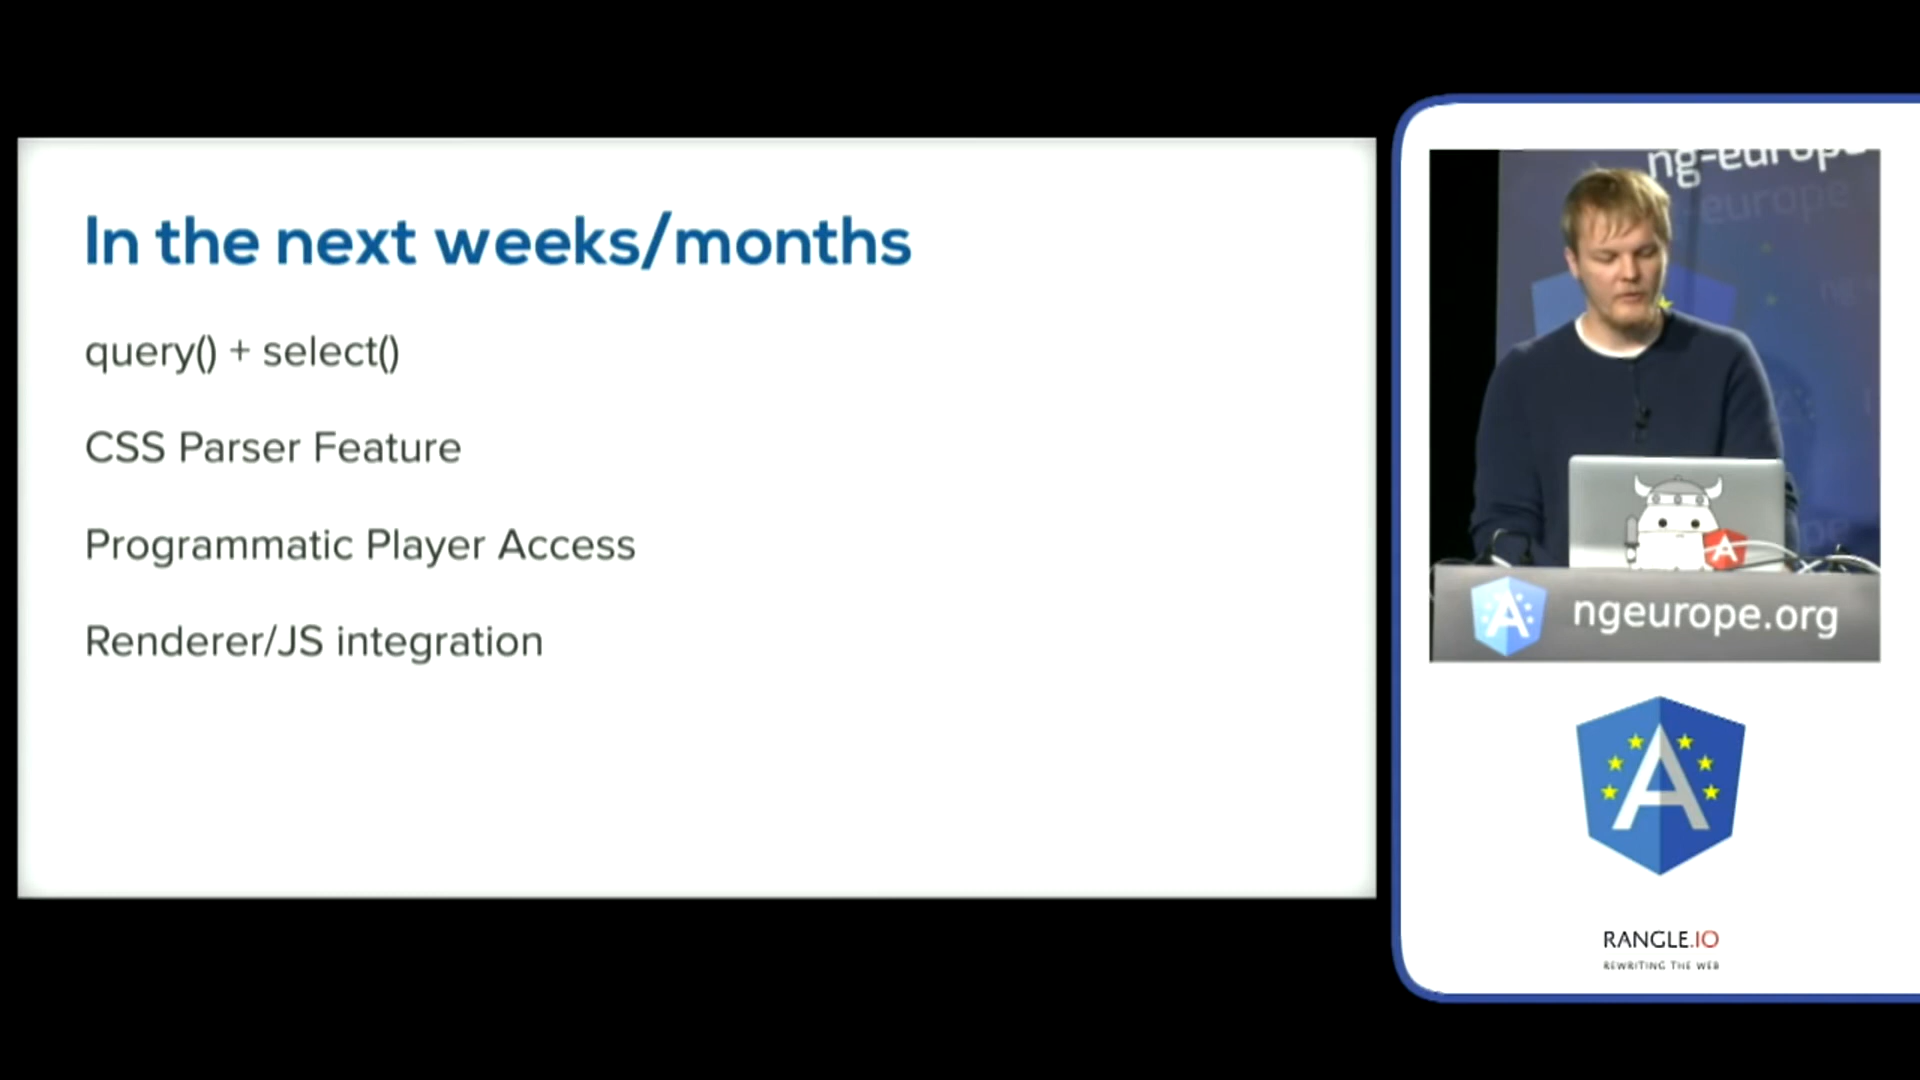 In the next weeks/months
query() + select()
CSS Parser Feature
Programmatic Player Access
Renderer/JS integration
ng-europe
europe
ngeurope.org
RANGLE.IO
REWRITING THE WEB